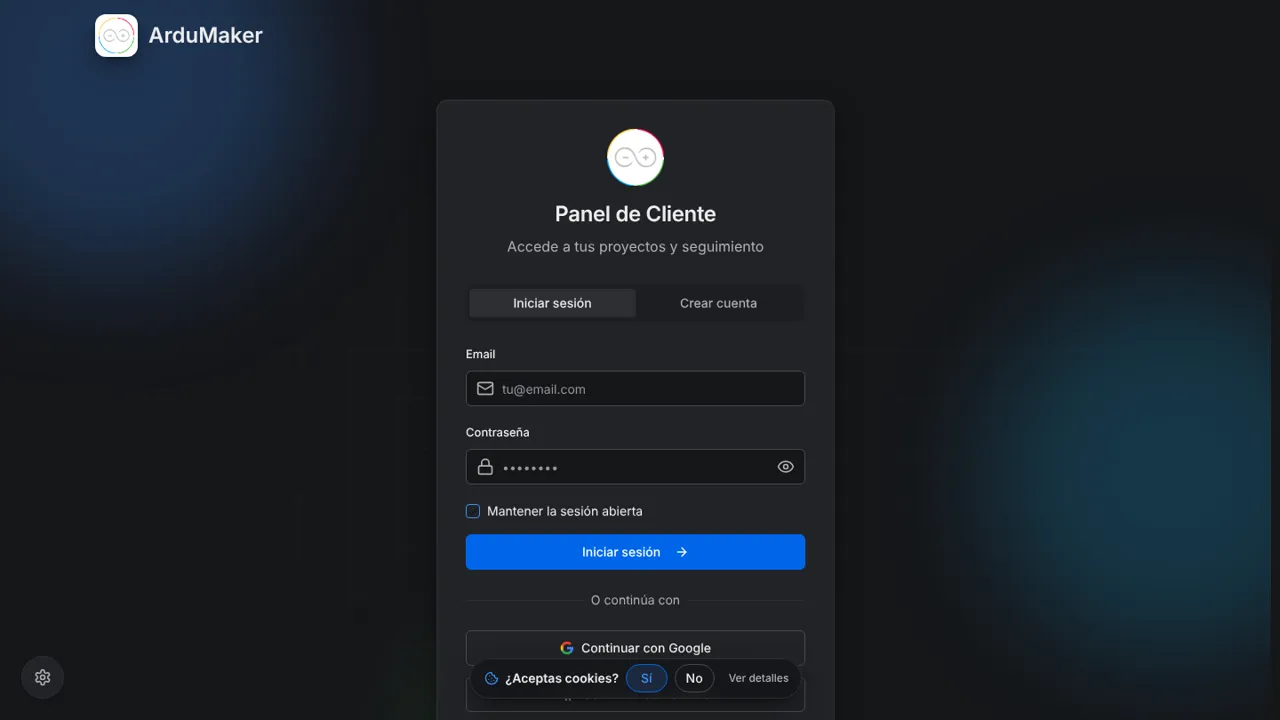 ArduMaker
Panel de Cliente
Accede a tus proyectos y seguimiento
Iniciar sesión
Crear cuenta
Email
tu@email.com
Contraseña
••••••••
Mantener la sesión abierta
Iniciar sesión →
O continúa con
Continuar con Google
¿Aceptas cookies? Sí No Ver detalles